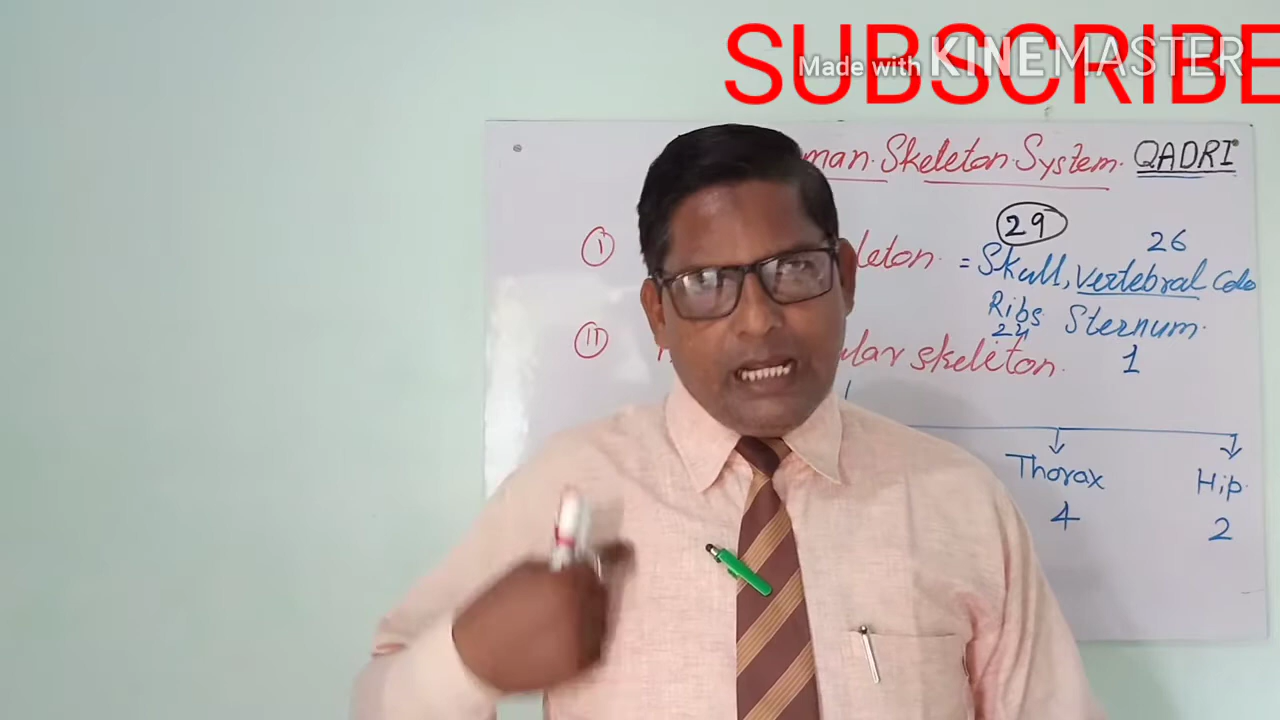 SUBSCRIBE
Made with KINEMASTER
man. Skeleton. System. QADRI
29 26
I leton. = Skull, Vertebral Colo
Ribs Sternum.
24 1
II ular skeleton.
Thorax Hip.
4 2